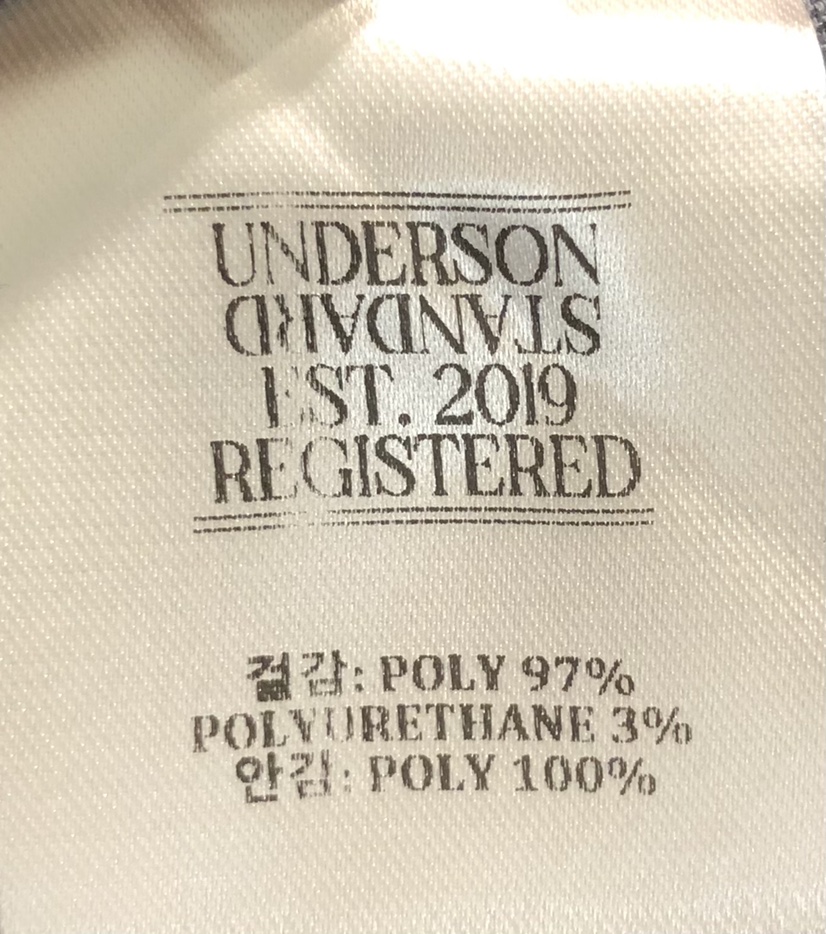 UNDERSON
STANDARD
EST. 2019
REGISTERED
겉감: POLY 97%
POLYURETHANE 3%
안감: POLY 100%